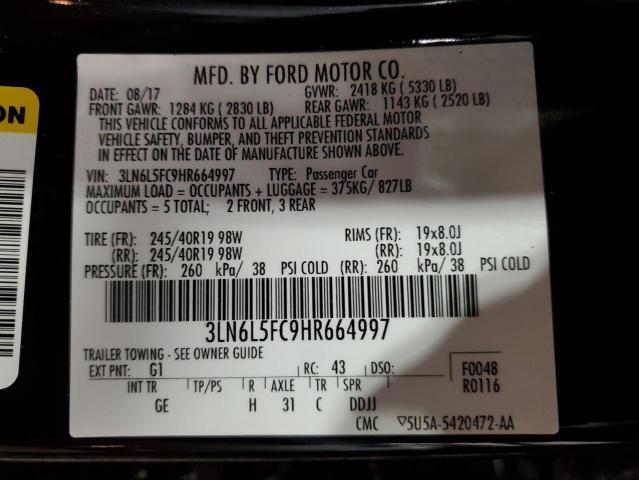 ON
MFD. BY FORD MOTOR CO.
DATE: 08/17 GVWR: 2418 KG ( 5330 LB)
FRONT GAWR: 1284 KG ( 2830 LB) REAR GAWR: 1143 KG ( 2520 LB)
THIS VEHICLE CONFORMS TO ALL APPLICABLE FEDERAL MOTOR
VEHICLE SAFETY, BUMPER, AND THEFT PREVENTION STANDARDS
IN EFFECT ON THE DATE OF MANUFACTURE SHOWN ABOVE.
VIN: 3LN6L5FC9HR664997 TYPE: Passenger Car
MAXIMUM LOAD = OCCUPANTS + LUGGAGE = 375KG/ 827LB
OCCUPANTS = 5 TOTAL; 2 FRONT, 3 REAR
TIRE (FR): 245/40R19 98W RIMS (FR): 19x8.0J
(RR): 245/40R19 98W (RR): 19x8.0J
PRESSURE (FR): 260 kPa/ 38 PSI COLD (RR): 260 kPa/ 38 PSI COLD
3LN6L5FC9HR664997
TRAILER TOWING - SEE OWNER GUIDE
EXT PNT: G1 RC: 43 DSO: F0048
R0116
INT TR TP/PS R AXLE TR SPR
GE H 31 C DDJJ
CMC ▽5U5A-5420472-AA